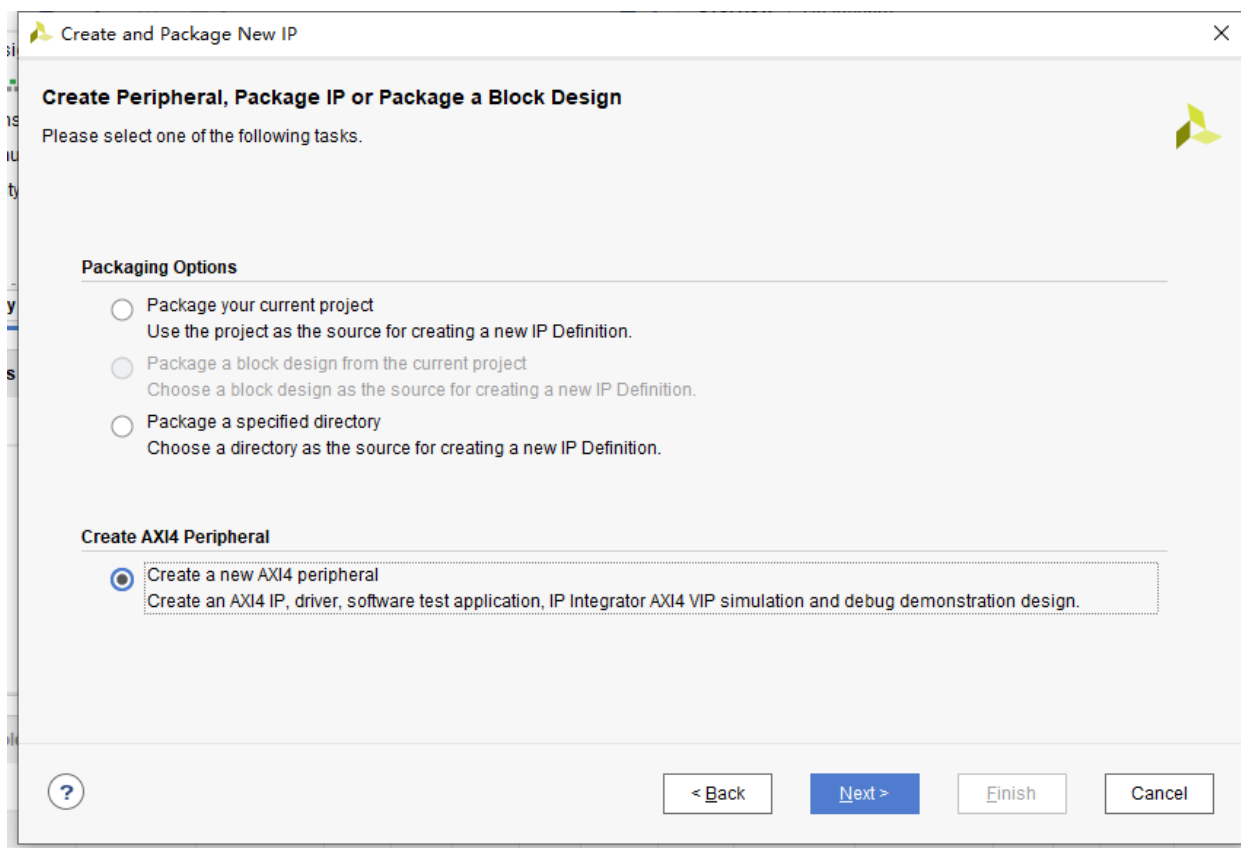 Create and Package New IP
Create Peripheral, Package IP or Package a Block Design
Please select one of the following tasks.
Packaging Options
Package your current project
Use the project as the source for creating a new IP Definition.
Package a block design from the current project
Choose a block design as the source for creating a new IP Definition.
Package a specified directory
Choose a directory as the source for creating a new IP Definition.
Create AXI4 Peripheral
Create a new AXI4 peripheral
Create an AXI4 IP, driver, software test application, IP Integrator AXI4 VIP simulation and debug demonstration design.
?
< Back
Next >
Finish
Cancel